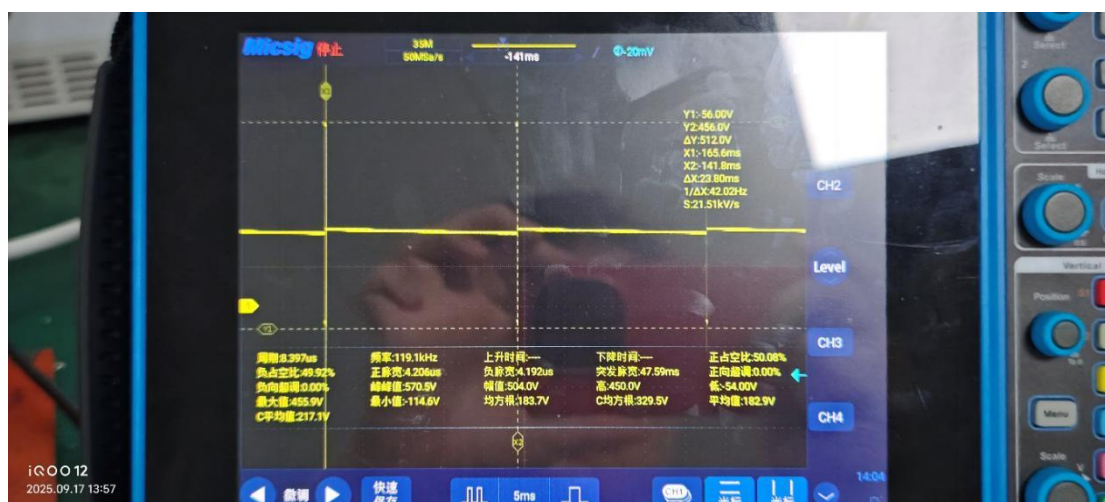 Micsig 停止
35M
50MSa/s
-141ms
-20mV
X2
Y1:-56.00V
Y2:456.0V
ΔY:512.0V
X1:-165.6ms
X2:-141.8ms
ΔX:23.80ms
1/ΔX:42.02Hz
S:21.51kV/s
CH2
Level
CH3
CH4
Y1
周期:8.397us 频率:119.1kHz 上升时间:---- 下降时间:---- 正占空比:50.08%
负占空比:49.92% 正脉宽:4.206us 负脉宽:4.192us 突发脉宽:47.59ms 正向超调:0.00%
负向超调:0.00% 峰峰值:570.5V 幅值:504.0V 高:450.0V 低:-54.00V
最大值:455.9V 最小值:-114.6V 均方根:183.7V C均方根:329.5V 平均值:182.9V
C平均值:217.1V
X2
微调
快速
5ms
CH1
14:04
Select
2
Select
Scale
Vertical
Position
Menu
Scale
iQOO 12
2025.09.17 13:57